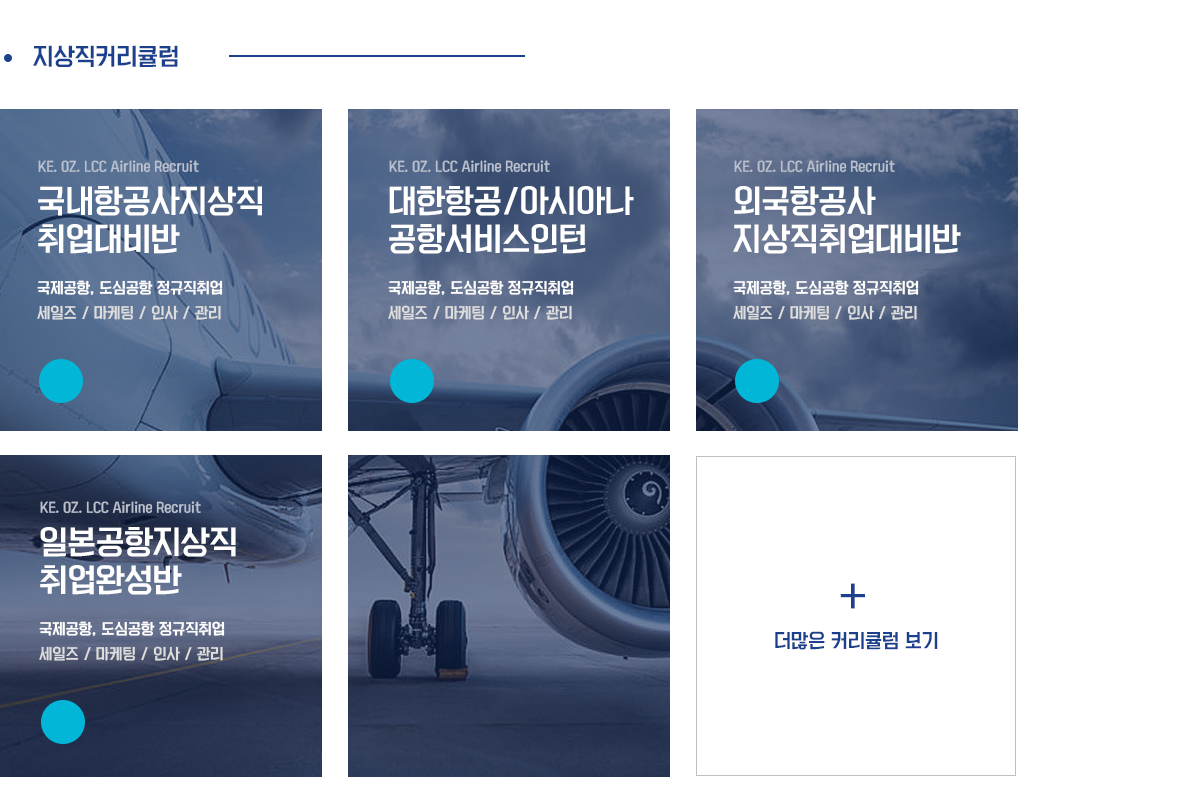 지상직커리큘럼
KE. OZ. LCC Airline Recruit
국내항공사지상직
취업대비반
국제공항, 도심공항 정규직취업
세일즈 / 마케팅 / 인사 / 관리
KE. OZ. LCC Airline Recruit
대한항공/아시아나
공항서비스인턴
국제공항, 도심공항 정규직취업
세일즈 / 마케팅 / 인사 / 관리
KE. OZ. LCC Airline Recruit
외국항공사
지상직취업대비반
국제공항, 도심공항 정규직취업
세일즈 / 마케팅 / 인사 / 관리
KE. OZ. LCC Airline Recruit
일본공항지상직
취업완성반
국제공항, 도심공항 정규직취업
세일즈 / 마케팅 / 인사 / 관리
+
더많은 커리큘럼 보기